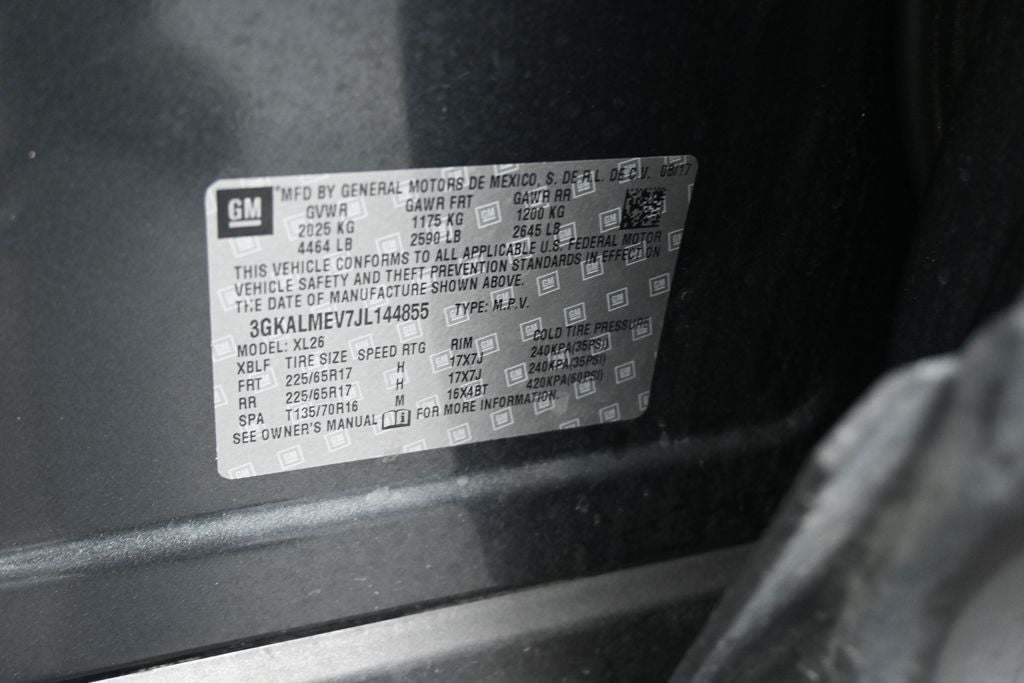 GM
*MFD BY GENERAL MOTORS DE MEXICO, S. DE R.L. DE C.V. 08/17
GVWR GAWR FRT GAWR RR
2025 KG 1175 KG 1200 KG
4464 LB 2590 LB 2645 LB
THIS VEHICLE CONFORMS TO ALL APPLICABLE U.S. FEDERAL MOTOR
VEHICLE SAFETY AND THEFT PREVENTION STANDARDS IN EFFECT ON
THE DATE OF MANUFACTURE SHOWN ABOVE.
3GKALMEV7JL144855 TYPE: M.P.V.
MODEL: XL26
XBLF TIRE SIZE SPEED RTG RIM COLD TIRE PRESSURE
FRT 225/65R17 H 17X7J 240KPA(35PSI)
RR 225/65R17 H 17X7J 240KPA(35PSI)
SPA T135/70R16 M 16X4BT 420KPA(60PSI)
SEE OWNER'S MANUAL i FOR MORE INFORMATION.